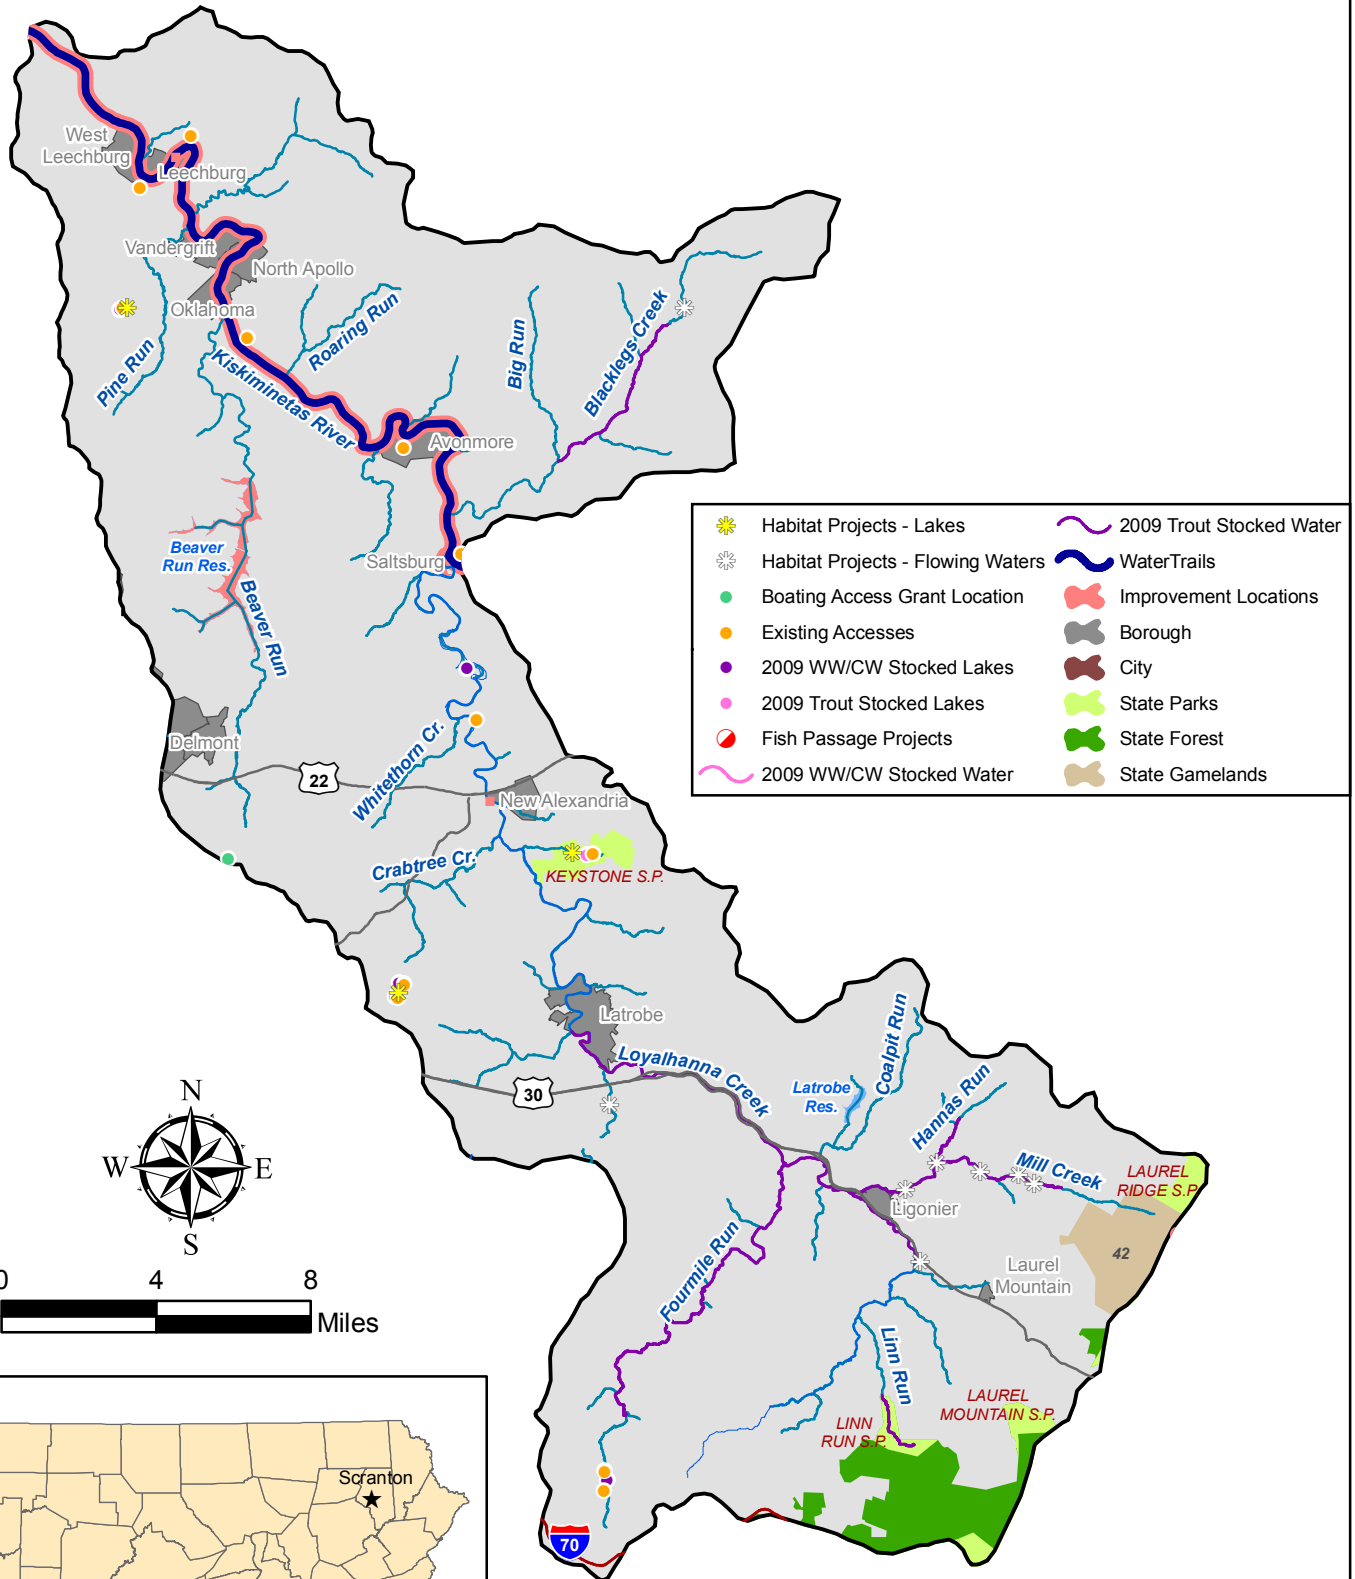 West
Leechburg
Leechburg
Vandergrift
North Apollo
Oklahoma
Pine Run
Roaring Run
Kiskiminetas River
Big Run
Blacklegs Creek
Avonmore
Saltsburg
Beaver
Run Res.
Beaver Run
Delmont
22
Whitethorn Cr.
New Alexandria
Crabtree Cr.
KEYSTONE S.P.
Latrobe
Loyalhanna Creek
30
Latrobe
Res.
Coalpit Run
Hannas Run
Mill Creek
LAUREL
RIDGE S.P.
Ligonier
42
Laurel
Mountain
Fourmile Run
Linn Run
LAUREL
MOUNTAIN S.P.
LINN
RUN S.P.
70
Habitat Projects - Lakes
Habitat Projects - Flowing Waters
Boating Access Grant Location
Existing Accesses
2009 WW/CW Stocked Lakes
2009 Trout Stocked Lakes
Fish Passage Projects
2009 WW/CW Stocked Water
2009 Trout Stocked Water
WaterTrails
Improvement Locations
Borough
City
State Parks
State Forest
State Gamelands
N
W E
S
0 4 8
Miles
Scranton